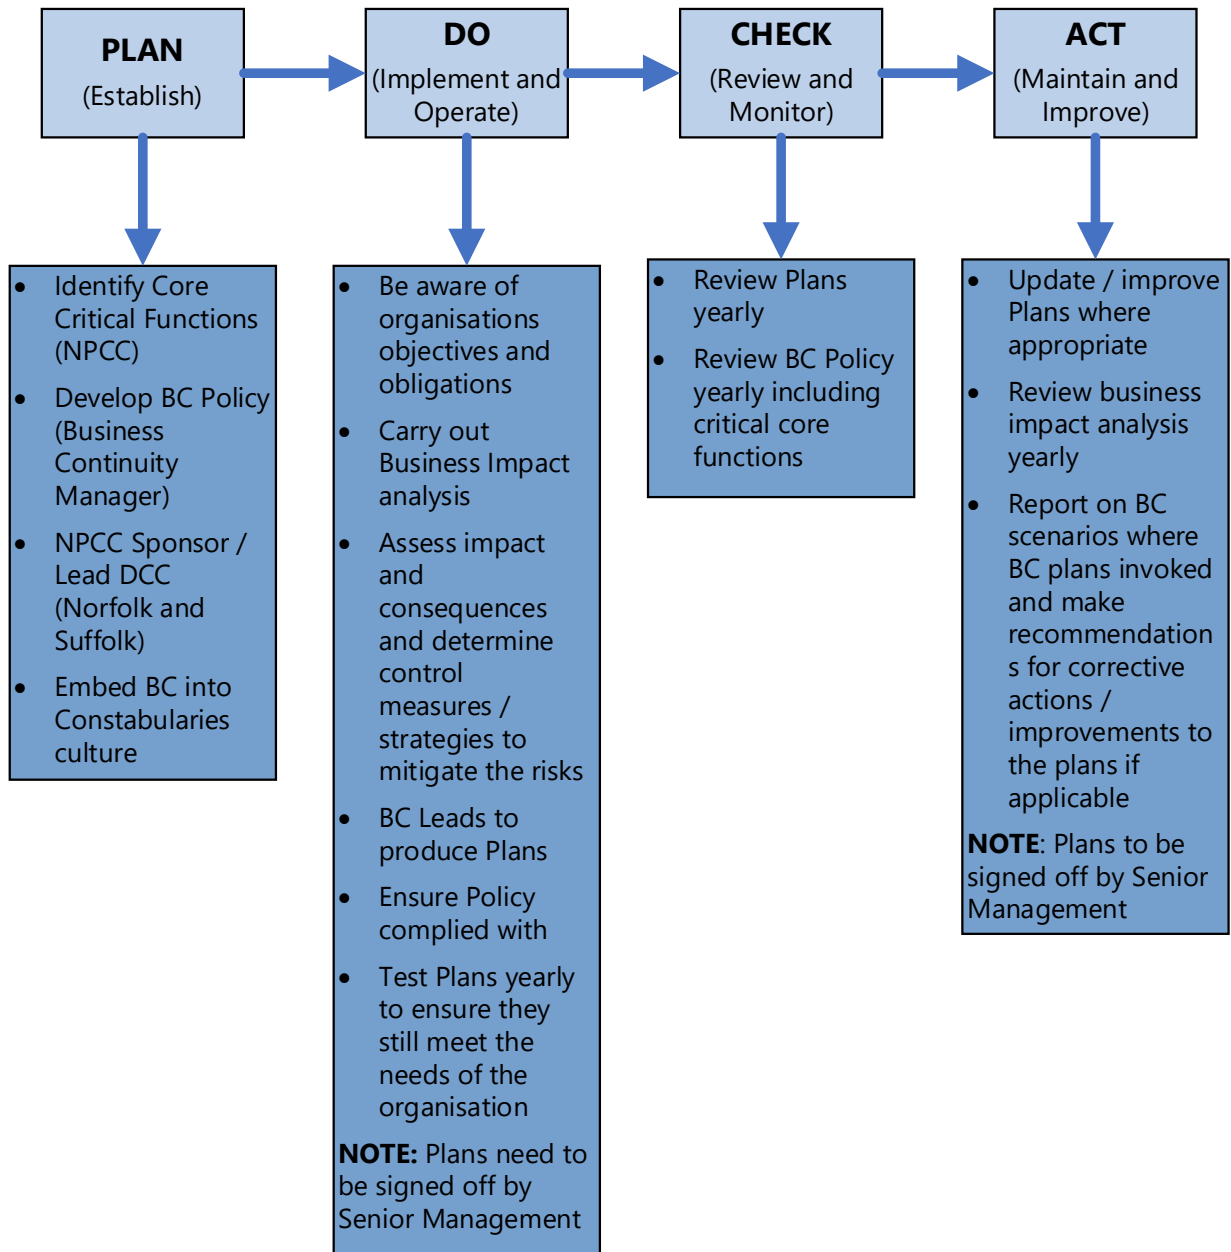 PLAN
(Establish)
DO
(Implement and
Operate)
CHECK
(Review and
Monitor)
ACT
(Maintain and
Improve)
• Identify Core
Critical Functions
(NPCC)
• Develop BC Policy
(Business
Continuity
Manager)
• NPCC Sponsor /
Lead DCC
(Norfolk and
Suffolk)
• Embed BC into
Constabularies
culture
• Be aware of
organisations
objectives and
obligations
• Carry out
Business Impact
analysis
• Assess impact
and
consequences
and determine
control
measures /
strategies to
mitigate the risks
• BC Leads to
produce Plans
• Ensure Policy
complied with
• Test Plans yearly
to ensure they
still meet the
needs of the
organisation
NOTE: Plans need to
be signed off by
Senior Management
• Review Plans
yearly
• Review BC Policy
yearly including
critical core
functions
• Update / improve
Plans where
appropriate
• Review business
impact analysis
yearly
• Report on BC
scenarios where
BC plans invoked
and make
recommendation
s for corrective
actions /
improvements to
the plans if
applicable
NOTE: Plans to be
signed off by Senior
Management